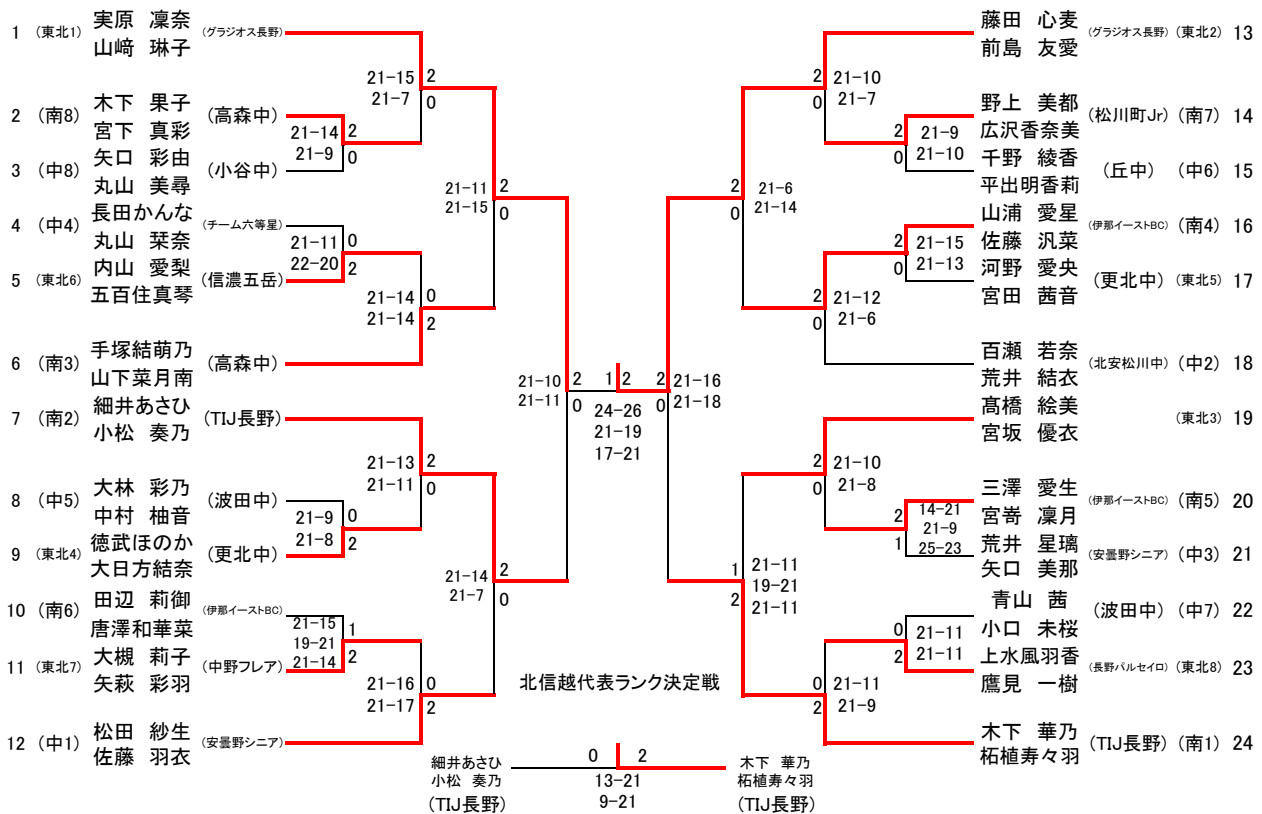 1 (東北1) 実原 凜奈 (グラジオス長野)
山﨑 琳子
21-15 2
21-7 0
2 (南8) 木下 果子 (高森中)
宮下 真彩
21-14 2
21-9 0
3 (中8) 矢口 彩由 (小谷中)
丸山 美尋
21-11 2
21-15 0
4 (中4) 長田かんな (チーム六等星)
丸山 栞奈
21-11 0
22-20 2
5 (東北6) 内山 愛梨 (信濃五岳)
五百住真琴
21-14 0
21-14 2
6 (南3) 手塚結萌乃 (高森中)
山下菜月南
21-10 2
21-11 0
7 (南2) 細井あさひ (TIJ長野)
小松 奏乃
21-13 2
21-11 0
8 (中5) 大林 彩乃 (波田中)
中村 柚音
21-9 0
21-8 2
9 (東北4) 徳武ほのか (更北中)
大日方結奈
21-14 2
21-7 0
10 (南6) 田辺 莉御 (伊那イーストBC)
唐澤和華菜
21-15 1
19-21
21-14 2
11 (東北7) 大槻 莉子 (中野フレア)
矢萩 彩羽
21-16 0
21-17 2
12 (中1) 松田 紗生 (安曇野シニア)
佐藤 羽衣
1 2
24-26
21-19
17-21
藤田 心麦 (グラジオス長野) (東北2) 13
前島 友愛
2 21-10
0 21-7
野上 美都 (松川町Jr) (南7) 14
広沢香奈美
2 21-9
0 21-10
千野 綾香 (丘中) (中6) 15
平出明香莉
2 21-6
0 21-14
山浦 愛星 (伊那イーストBC) (南4) 16
佐藤 汎菜
2 21-15
0 21-13
河野 愛央 (更北中) (東北5) 17
宮田 茜音
2 21-12
0 21-6
百瀬 若奈 (北安松川中) (中2) 18
荒井 結衣
2 21-16
0 21-18
髙橋 絵美 (東北3) 19
宮坂 優衣
2 21-10
0 21-8
三澤 愛生 (伊那イーストBC) (南5) 20
宮嵜 凜月
14-21
2 21-9
1 25-23
荒井 星璃 (安曇野シニア) (中3) 21
矢口 美那
1 21-11
19-21
2 21-11
青山 茜 (波田中) (中7) 22
小口 未桜
0 21-11
2 21-11
上水風羽香 (長野パルセイロ) (東北8) 23
鷹見 一樹
0 21-11
2 21-9
木下 華乃 (TIJ長野) (南1) 24
柘植寿々羽
北信越代表ランク決定戦
細井あさひ 0 2 木下 華乃
小松 奏乃 13-21 柘植寿々羽
(TIJ長野) 9-21 (TIJ長野)